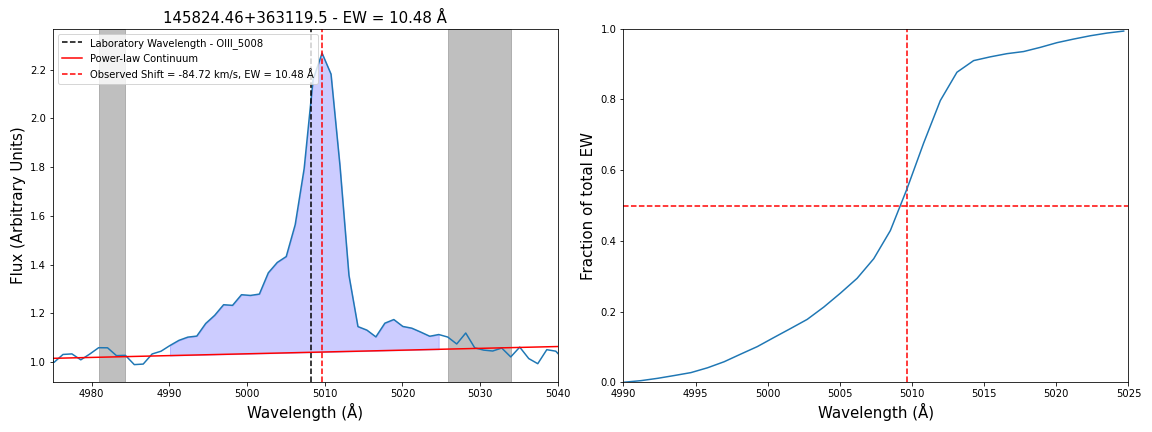 145824.46+363119.5 - EW = 10.48 Å
Laboratory Wavelength - OIII_5008
Power-law Continuum
Observed Shift = -84.72 km/s, EW = 10.48 Å
Flux (Arbitrary Units)
2.2
2.0
1.8
1.6
1.4
1.2
1.0
4980 4990 5000 5010 5020 5030 5040
Wavelength (Å)
Fraction of total EW
1.0
0.8
0.6
0.4
0.2
0.0
4990 4995 5000 5005 5010 5015 5020 5025
Wavelength (Å)